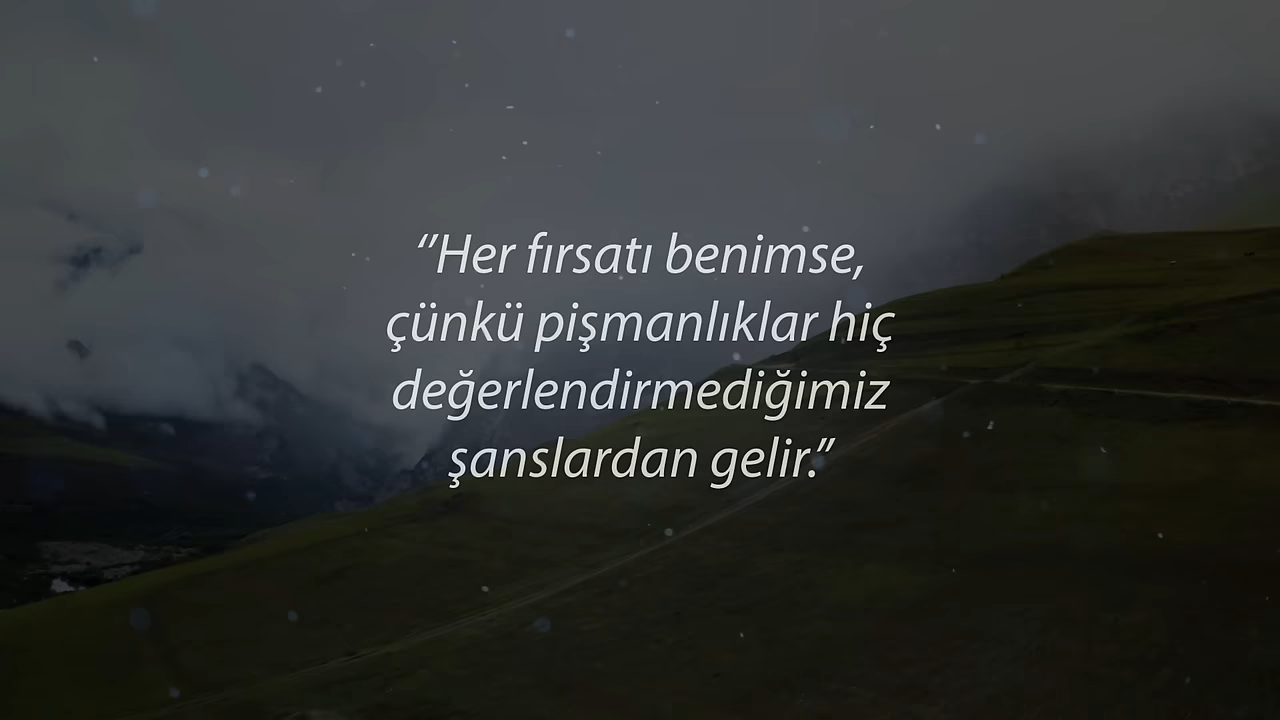 ‘’Her fırsatı benimse,
çünkü pişmanlıklar hiç
değerlendirmediğimiz
şanslardan gelir.”